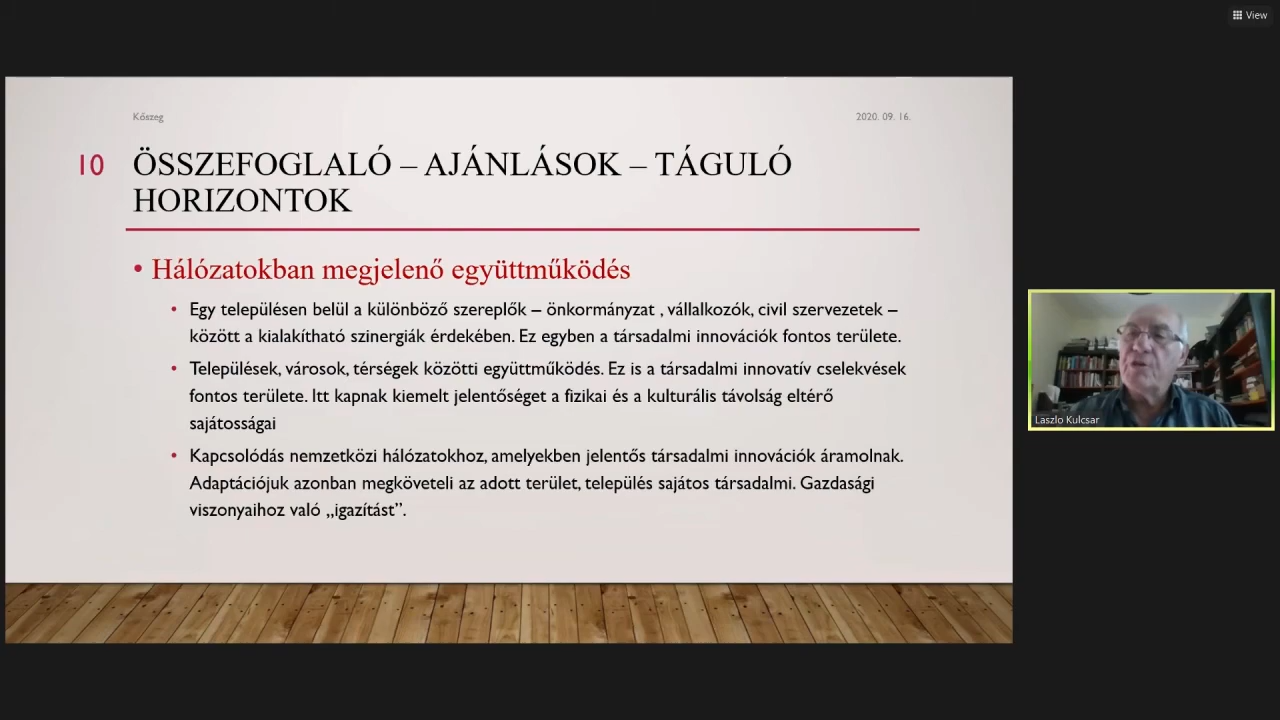 View
Kőszeg
2020. 09. 16.
10
ÖSSZEFOGLALÓ – AJÁNLÁSOK – TÁGULÓ
HORIZONTOK
• Hálózatokban megjelenő együttműködés
• Egy településen belül a különböző szereplők – önkormányzat , vállalkozók, civil szervezetek –
között a kialakítható szinergiák érdekében. Ez egyben a társadalmi innovációk fontos területe.
• Települések, városok, térségek közötti együttműködés. Ez is a társadalmi innovatív cselekvések
fontos területe. Itt kapnak kiemelt jelentőséget a fizikai és a kulturális távolság eltérő
sajátosságai
• Kapcsolódás nemzetközi hálózatokhoz, amelyekben jelentős társadalmi innovációk áramolnak.
Adaptációjuk azonban megköveteli az adott terület, település sajátos társadalmi. Gazdasági
viszonyaihoz való „igazítást”.
Laszlo Kulcsar